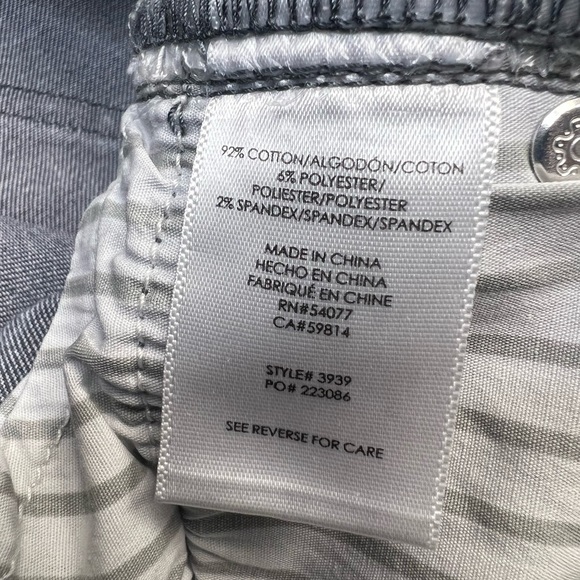 92% COTTON/ALGODÓN/COTON
6% POLYESTER/
POLIESTER/POLYESTER
2% SPANDEX/SPANDEX/SPANDEX
MADE IN CHINA
HECHO EN CHINA
FABRIQUÉ EN CHINE
RN#54077
CA#59814
STYLE# 3939
PO# 223086
SEE REVERSE FOR CARE